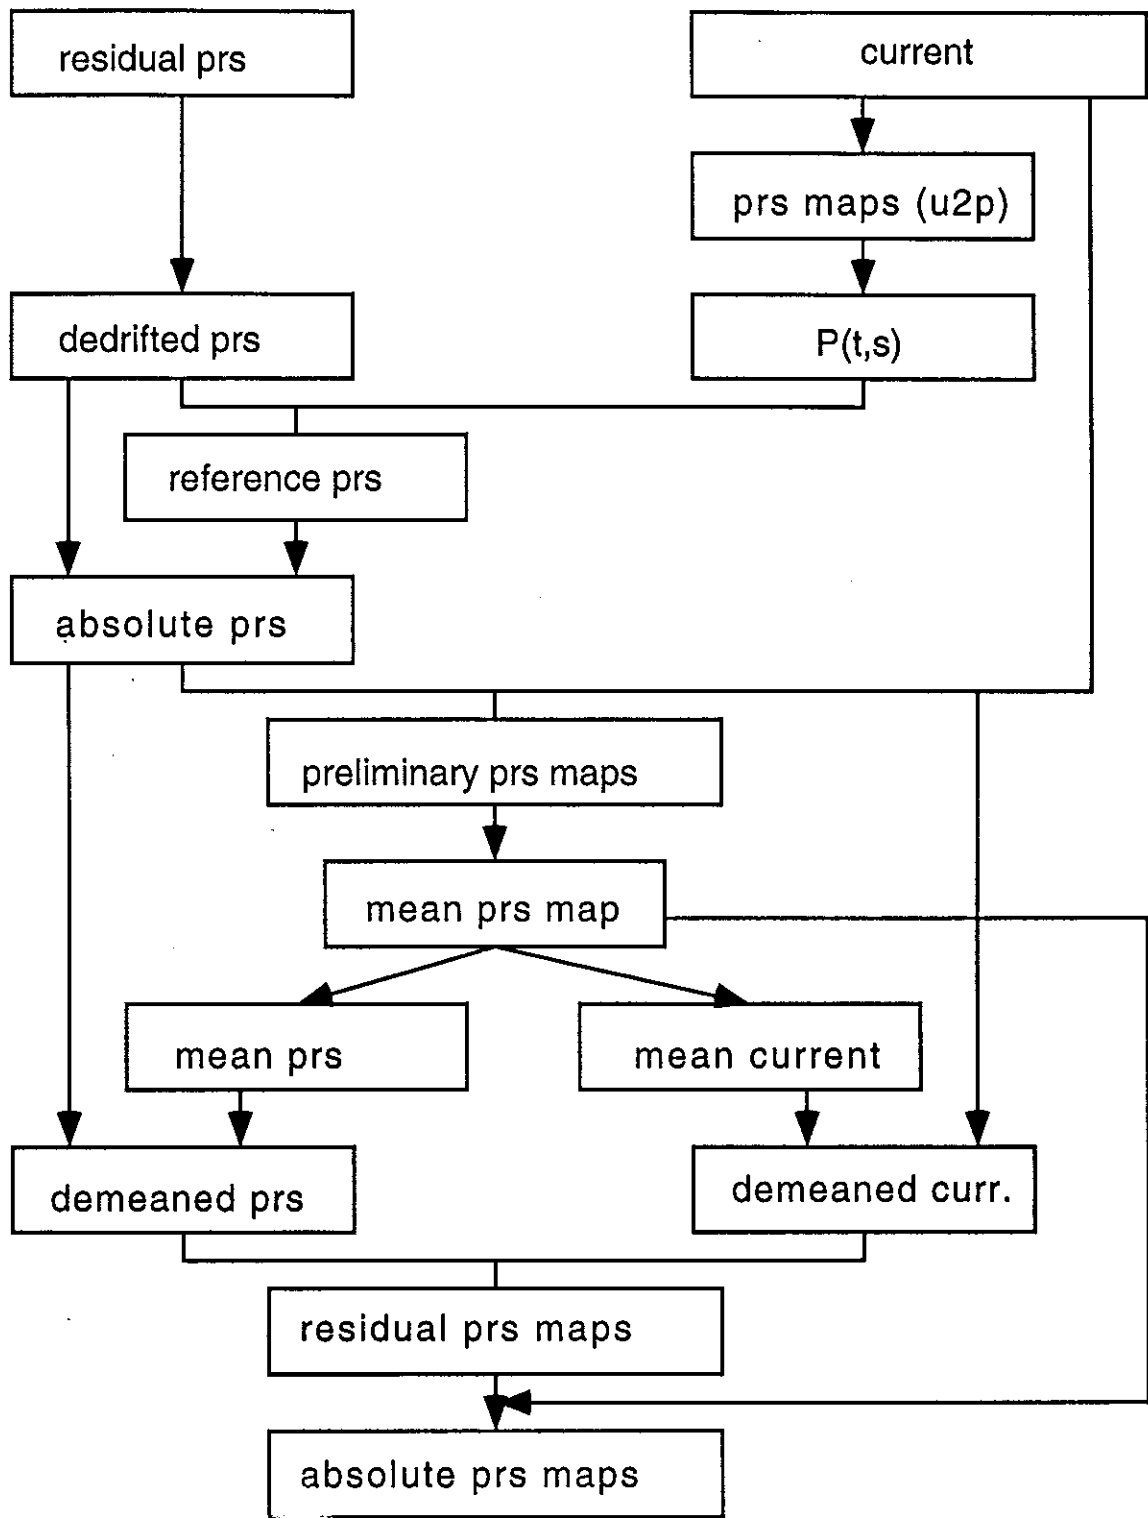 residual prs
current
prs maps (u2p)
dedrifted prs
P(t,s)
reference prs
absolute prs
preliminary prs maps
mean prs map
mean prs
mean current
demeaned prs
demeaned curr.
residual prs maps
absolute prs maps